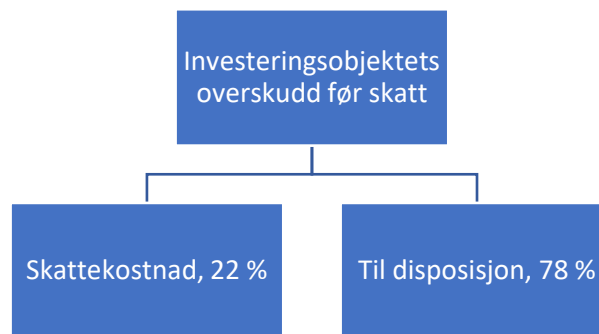 Investeringsobjektets
overskudd før skatt
Skattekostnad, 22 %
Til disposisjon, 78 %